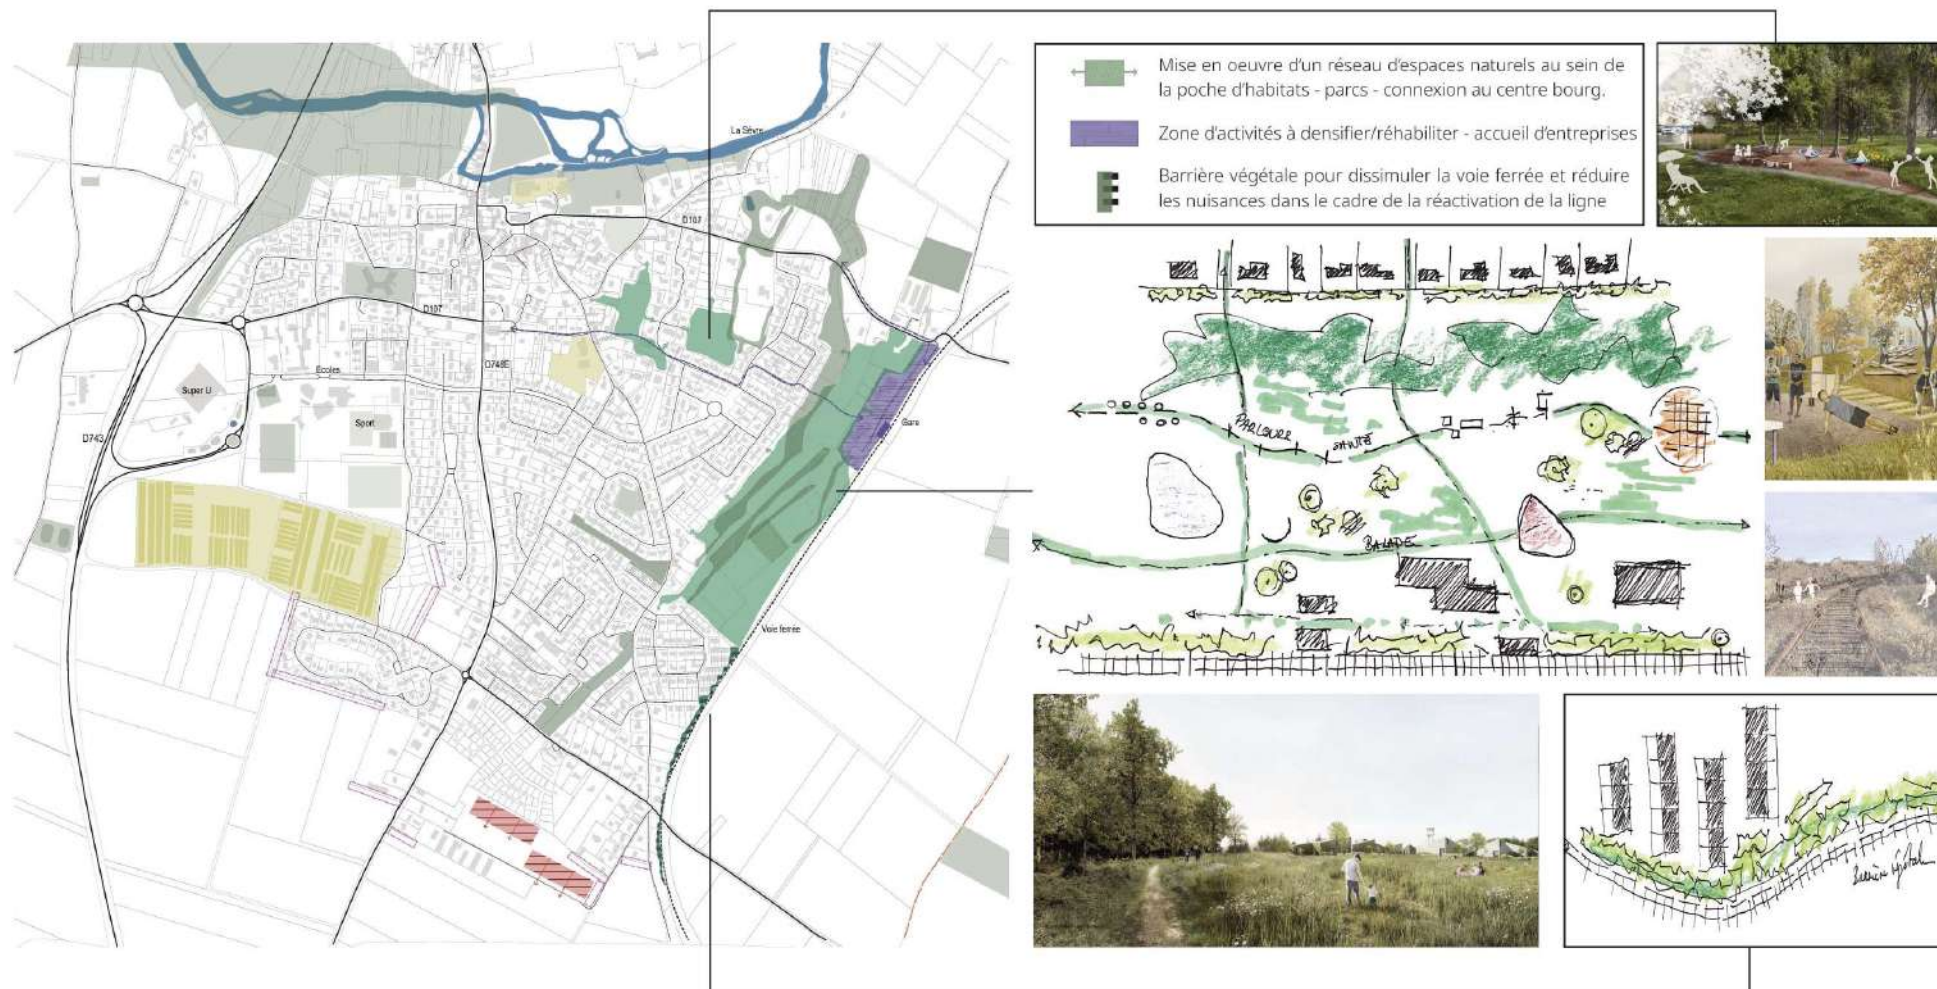 La Sèvre
D107
D107
D748E
Écoles
Super U
Sport
D743
Gare
Voie ferrée
Mise en oeuvre d'un réseau d'espaces naturels au sein de
la poche d'habitats - parcs - connexion au centre bourg.
Zone d'activités à densifier/réhabiliter - accueil d'entreprises
Barrière végétale pour dissimuler la voie ferrée et réduire
les nuisances dans le cadre de la réactivation de la ligne
PARCOURS SANTÉ
BALADE